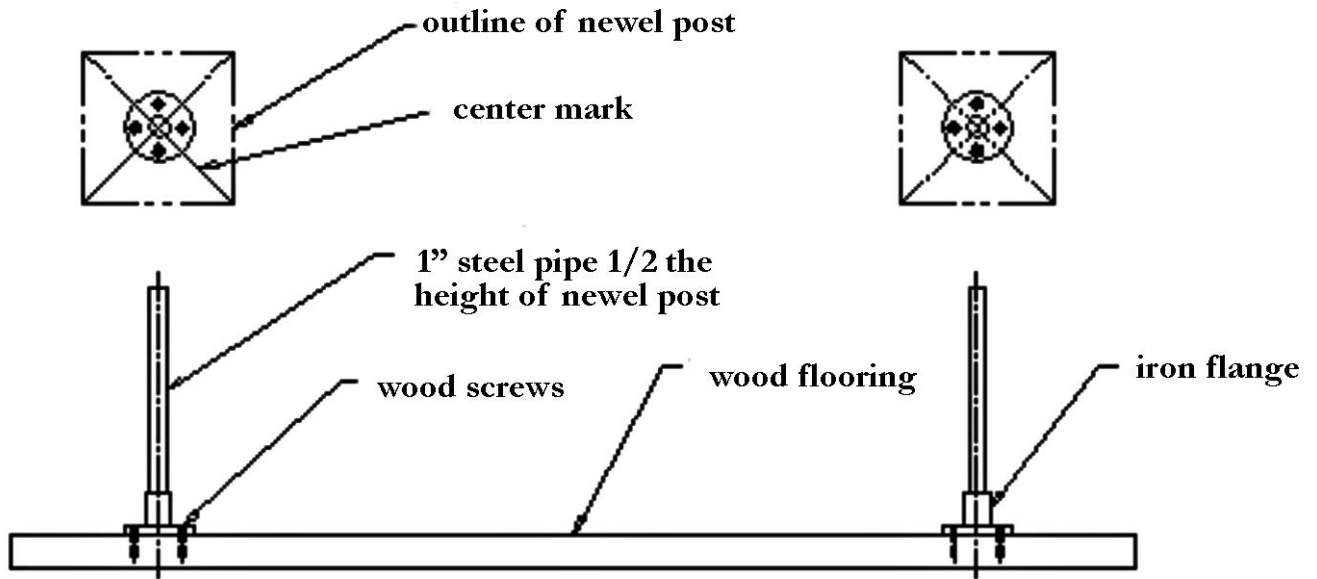 outline of newel post
center mark
1” steel pipe 1/2 the
height of newel post
wood screws
wood flooring
iron flange